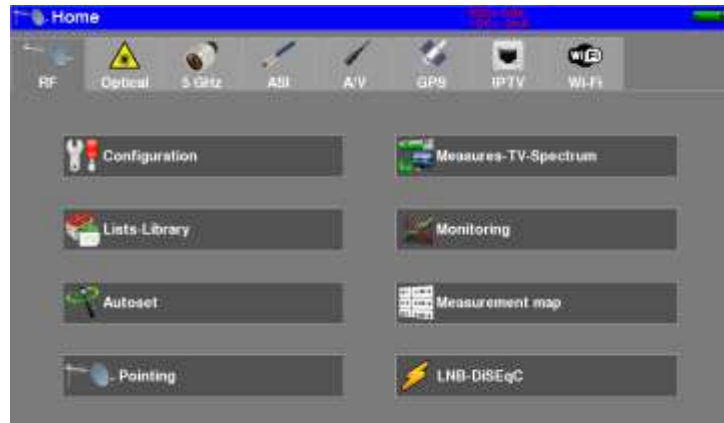 Home
RF Optical 5 GHz ASI A/V GPS IPTV Wi-Fi
WiFi
Configuration
Measures-TV-Spectrum
Lists-Library
Monitoring
Autoset
Measurement map
Pointing
LNB-DiSEqC